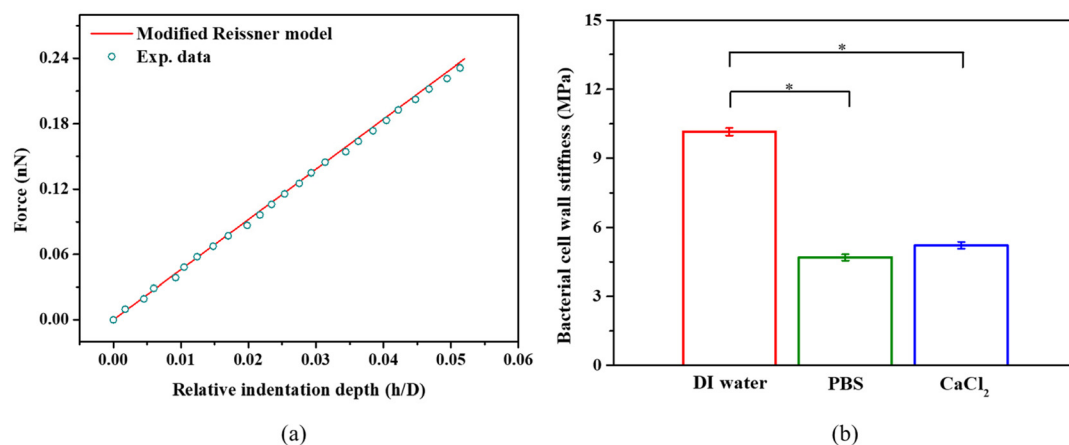 Modified Reissner model
Exp. data
Force (nN)
0.24
0.18
0.12
0.06
0.00
0.00 0.01 0.02 0.03 0.04 0.05 0.06
Relative indentation depth (h/D)
(a)
Bacterial cell wall stiffness (MPa)
15
12
9
6
3
0
*
*
DI water PBS CaCl₂
(b)